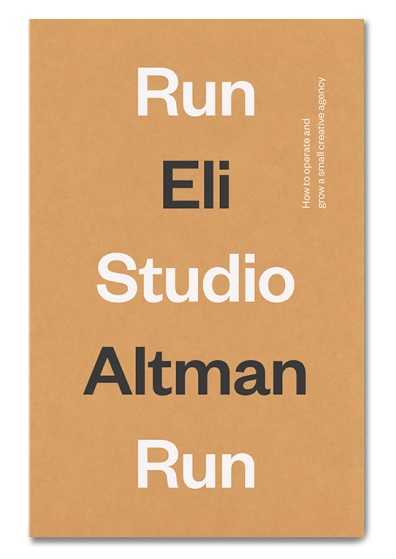 Run
Eli
Studio
Altman
Run
How to operate and
grow a small creative agency